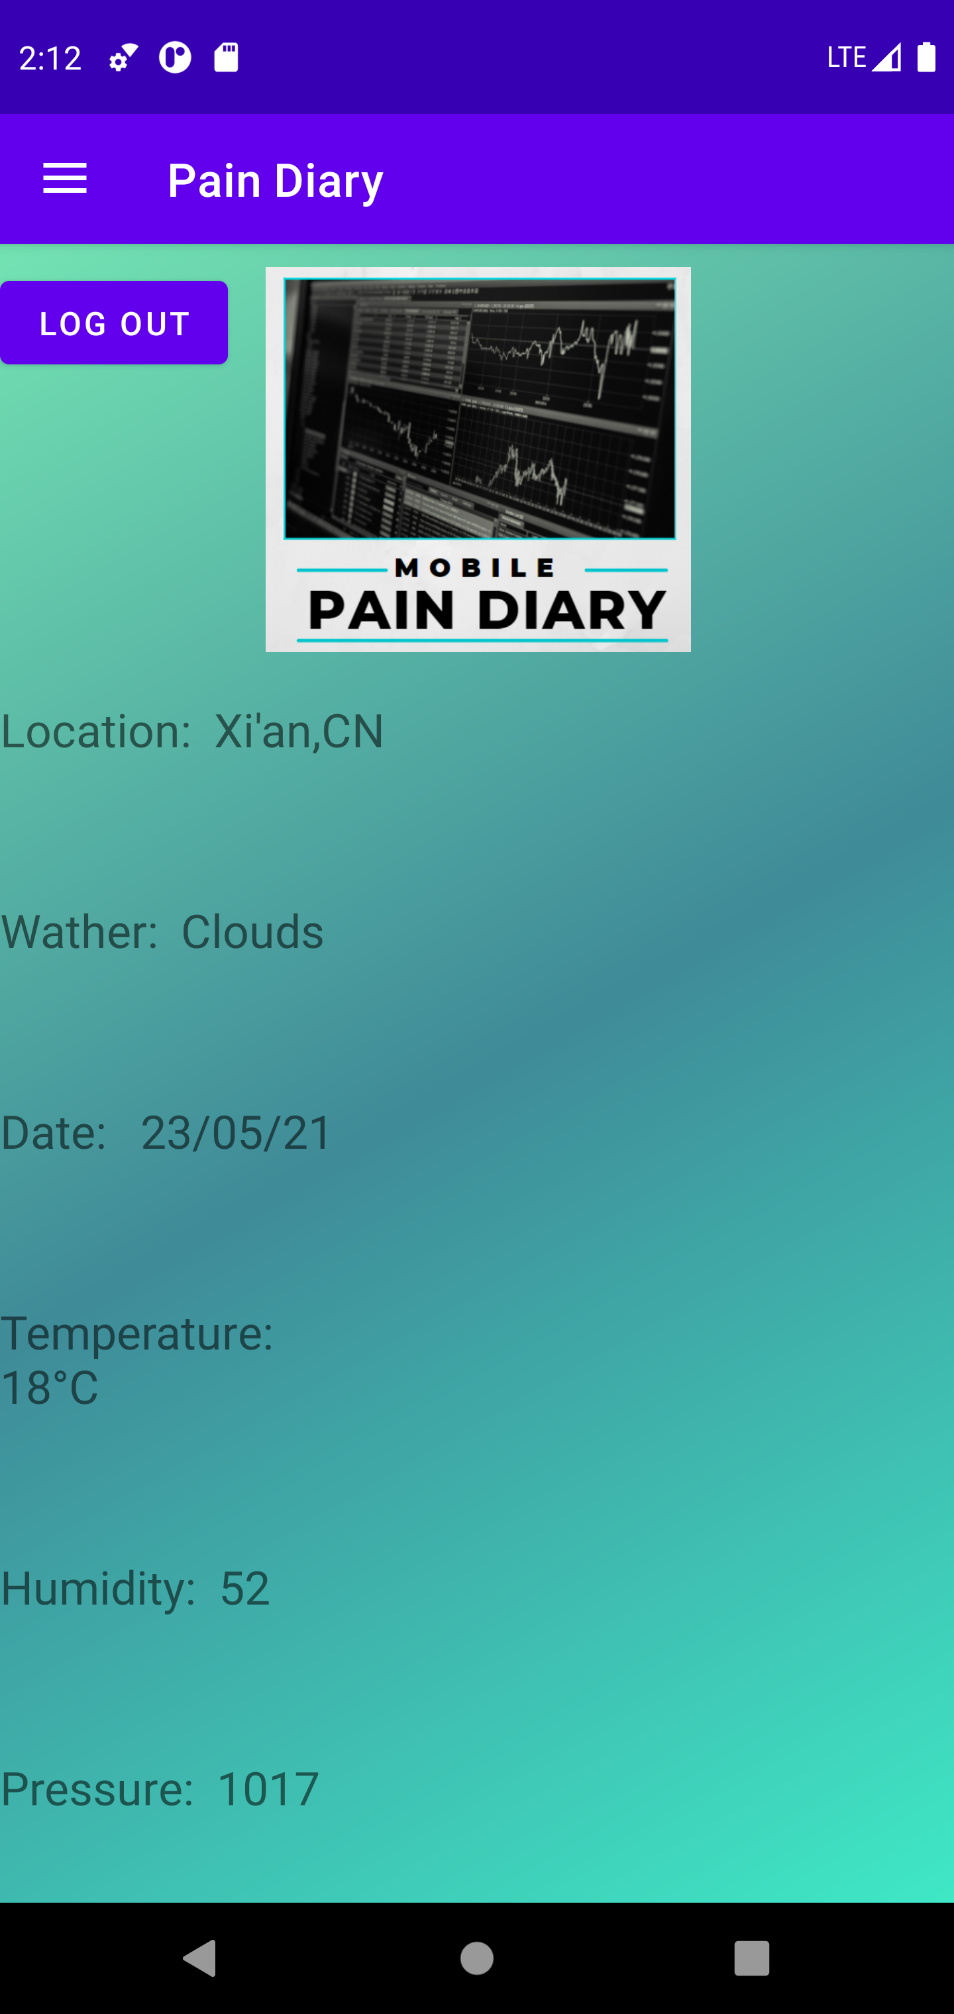 2:12
LTE
Pain Diary
LOG OUT
MOBILE
PAIN DIARY
Location: Xi'an,CN
Wather: Clouds
Date: 23/05/21
Temperature:
18°C
Humidity: 52
Pressure: 1017